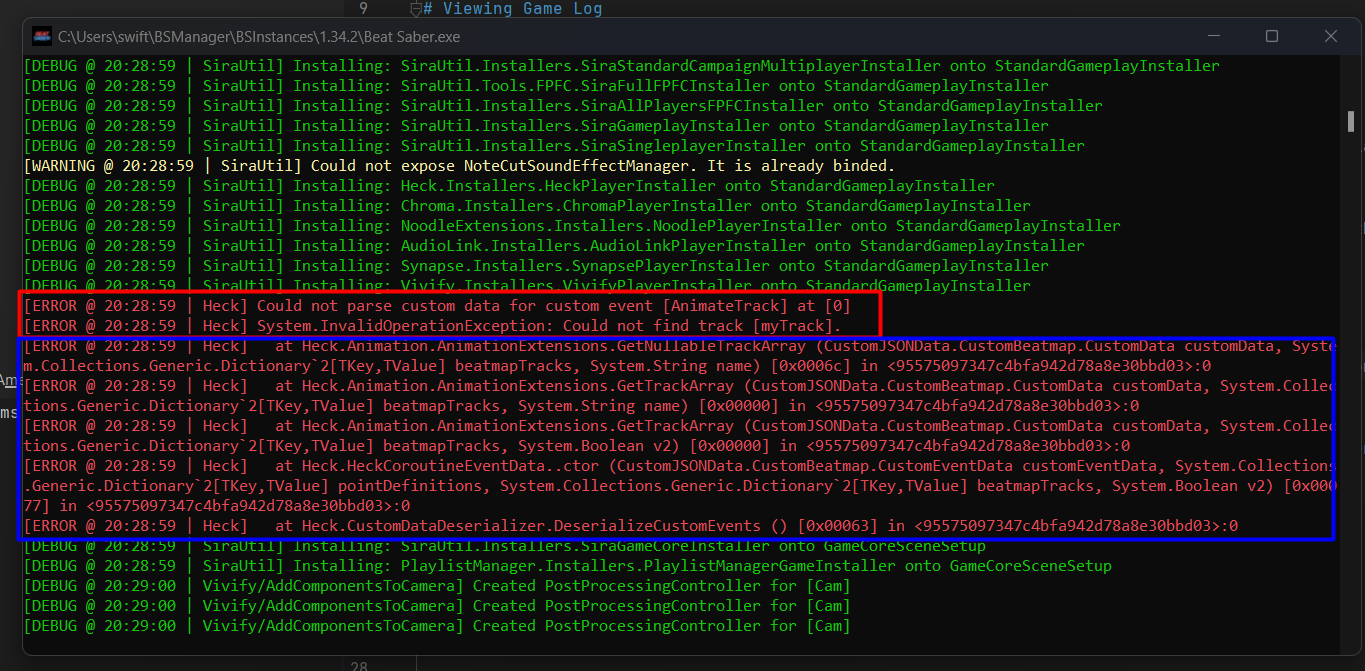 9 # Viewing Game Log
C:\Users\swift\BSManager\BSInstances\1.34.2\Beat Saber.exe
[DEBUG @ 20:28:59 | SiraUtil] Installing: SiraUtil.Installers.SiraStandardCampaignMultiplayerInstaller onto StandardGameplayInstaller
[DEBUG @ 20:28:59 | SiraUtil] Installing: SiraUtil.Tools.FPFC.SiraFullFPFCInstaller onto StandardGameplayInstaller
[DEBUG @ 20:28:59 | SiraUtil] Installing: SiraUtil.Installers.SiraAllPlayersFPFCInstaller onto StandardGameplayInstaller
[DEBUG @ 20:28:59 | SiraUtil] Installing: SiraUtil.Installers.SiraGameplayInstaller onto StandardGameplayInstaller
[DEBUG @ 20:28:59 | SiraUtil] Installing: SiraUtil.Installers.SiraSingleplayerInstaller onto StandardGameplayInstaller
[WARNING @ 20:28:59 | SiraUtil] Could not expose NoteCutSoundEffectManager. It is already binded.
[DEBUG @ 20:28:59 | SiraUtil] Installing: Heck.Installers.HeckPlayerInstaller onto StandardGameplayInstaller
[DEBUG @ 20:28:59 | SiraUtil] Installing: Chroma.Installers.ChromaPlayerInstaller onto StandardGameplayInstaller
[DEBUG @ 20:28:59 | SiraUtil] Installing: NoodleExtensions.Installers.NoodlePlayerInstaller onto StandardGameplayInstaller
[DEBUG @ 20:28:59 | SiraUtil] Installing: AudioLink.Installers.AudioLinkPlayerInstaller onto StandardGameplayInstaller
[DEBUG @ 20:28:59 | SiraUtil] Installing: Synapse.Installers.SynapsePlayerInstaller onto StandardGameplayInstaller
[DEBUG @ 20:28:59 | SiraUtil] Installing: Vivify.Installers.VivifyPlayerInstaller onto StandardGameplayInstaller
[ERROR @ 20:28:59 | Heck] Could not parse custom data for custom event [AnimateTrack] at [0]
[ERROR @ 20:28:59 | Heck] System.InvalidOperationException: Could not find track [myTrack].
[ERROR @ 20:28:59 | Heck]   at Heck.Animation.AnimationExtensions.GetNullableTrackArray (CustomJSONData.CustomBeatmap.CustomData customData, Syste
m.Collections.Generic.Dictionary`2[TKey,TValue] beatmapTracks, System.String name) [0x0006c] in <95575097347c4bfa942d78a8e30bbd03>:0
[ERROR @ 20:28:59 | Heck]   at Heck.Animation.AnimationExtensions.GetTrackArray (CustomJSONData.CustomBeatmap.CustomData customData, System.Collec
tions.Generic.Dictionary`2[TKey,TValue] beatmapTracks, System.String name) [0x00000] in <95575097347c4bfa942d78a8e30bbd03>:0
[ERROR @ 20:28:59 | Heck]   at Heck.Animation.AnimationExtensions.GetTrackArray (CustomJSONData.CustomBeatmap.CustomData customData, System.Collec
tions.Generic.Dictionary`2[TKey,TValue] beatmapTracks, System.Boolean v2) [0x00000] in <95575097347c4bfa942d78a8e30bbd03>:0
[ERROR @ 20:28:59 | Heck]   at Heck.HeckCoroutineEventData..ctor (CustomJSONData.CustomBeatmap.CustomEventData customEventData, System.Collections
.Generic.Dictionary`2[TKey,TValue] pointDefinitions, System.Collections.Generic.Dictionary`2[TKey,TValue] beatmapTracks, System.Boolean v2) [0x000
77] in <95575097347c4bfa942d78a8e30bbd03>:0
[ERROR @ 20:28:59 | Heck]   at Heck.CustomDataDeserializer.DeserializeCustomEvents () [0x00063] in <95575097347c4bfa942d78a8e30bbd03>:0
[DEBUG @ 20:28:59 | SiraUtil] Installing: SiraUtil.Installers.SiraGameCoreInstaller onto GameCoreSceneSetup
[DEBUG @ 20:28:59 | SiraUtil] Installing: PlaylistManager.Installers.PlaylistManagerGameInstaller onto GameCoreSceneSetup
[DEBUG @ 20:29:00 | Vivify/AddComponentsToCamera] Created PostProcessingController for [Cam]
[DEBUG @ 20:29:00 | Vivify/AddComponentsToCamera] Created PostProcessingController for [Cam]
[DEBUG @ 20:29:00 | Vivify/AddComponentsToCamera] Created PostProcessingController for [Cam]
28